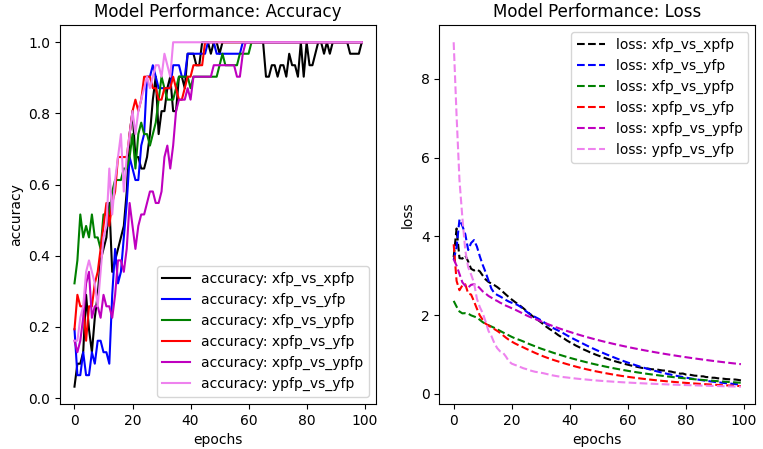 Model Performance: Accuracy
1.0
0.8
0.6
0.4
0.2
0.0
accuracy
0
20
40
60
80
100
epochs
accuracy: xfp_vs_xpfp
accuracy: xfp_vs_yfp
accuracy: xfp_vs_ypfp
accuracy: xpfp_vs_yfp
accuracy: xpfp_vs_ypfp
accuracy: ypfp_vs_yfp
Model Performance: Loss
8
6
4
2
0
loss
0
20
40
60
80
100
epochs
loss: xfp_vs_xpfp
loss: xfp_vs_yfp
loss: xfp_vs_ypfp
loss: xpfp_vs_yfp
loss: xpfp_vs_ypfp
loss: ypfp_vs_yfp